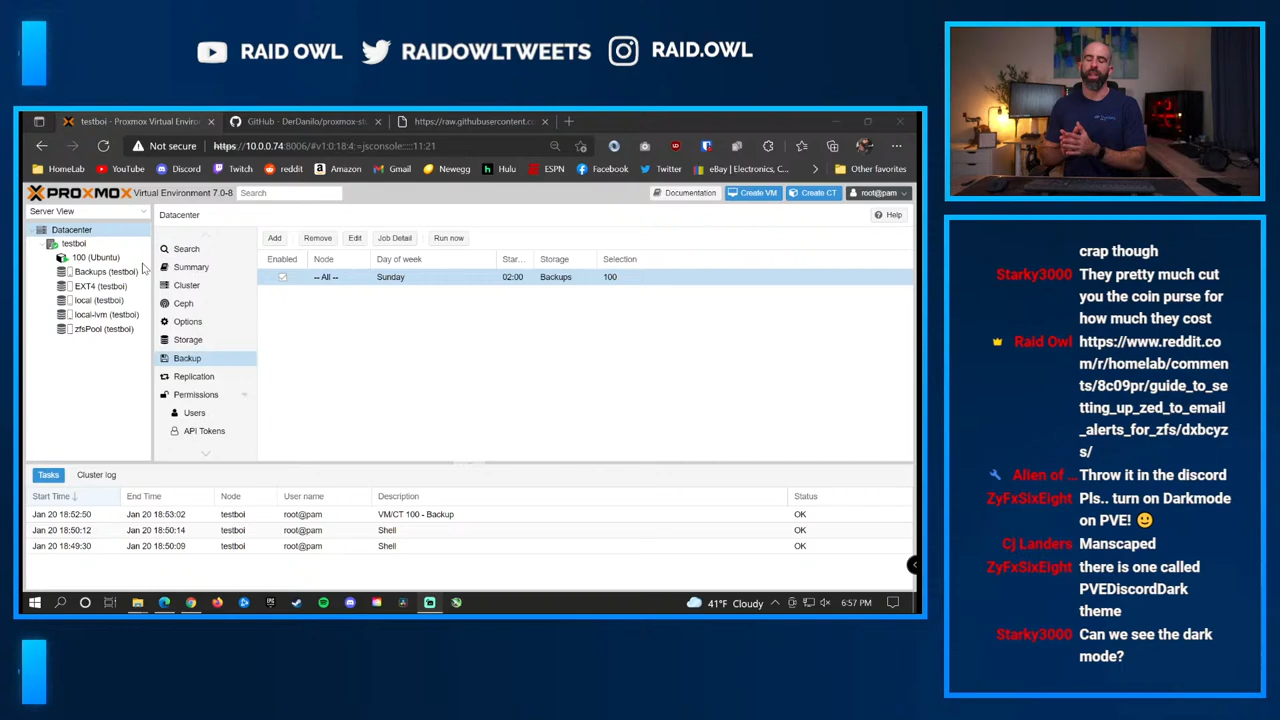 RAID OWL RAIDOWLTWEETS RAID.OWL
testboi - Proxmox Virtual Enviror
GitHub - DerDanilo/proxmox-st
https://raw.githubusercontent.c
Not secure https://10.0.0.74:8006/#v1:0:18:4:=jsconsole::::11:21
HomeLab YouTube Discord Twitch reddit Amazon Gmail Newegg Hulu ESPN Facebook Twitter eBay | Electronics,... Other favorites
PROXMOX Virtual Environment 7.0-8 Search Documentation Create VM Create CT root@pam
Server View
Datacenter
testboi
100 (Ubuntu)
Backups (testboi)
EXT4 (testboi)
local (testboi)
local-lvm (testboi)
zfsPool (testboi)
Datacenter Help
Search
Summary
Cluster
Ceph
Options
Storage
Backup
Replication
Permissions
Users
API Tokens
Add Remove Edit Job Detail Run now
Enabled Node Day of week Star... Storage Selection
-- All -- Sunday 02:00 Backups 100
Tasks Cluster log
Start Time End Time Node User name Description Status
Jan 20 18:52:50 Jan 20 18:53:02 testboi root@pam VM/CT 100 - Backup OK
Jan 20 18:50:12 Jan 20 18:50:14 testboi root@pam Shell OK
Jan 20 18:49:30 Jan 20 18:50:09 testboi root@pam Shell OK
41°F Cloudy 6:57 PM
crap though
Starky3000 They pretty much cut
you the coin purse for
how much they cost
Raid Owl https://www.reddit.co
m/r/homelab/commen
ts/8c09pr/guide_to_se
tting_up_zed_to_email
_alerts_for_zfs/dxbcyz
s/
Alien of ... Throw it in the discord
ZyFxSixEight Pls.. turn on Darkmode
on PVE! 🙂
Cj Landers Manscaped
ZyFxSixEight there is one called
PVEDiscordDark
theme
Starky3000 Can we see the dark
mode?